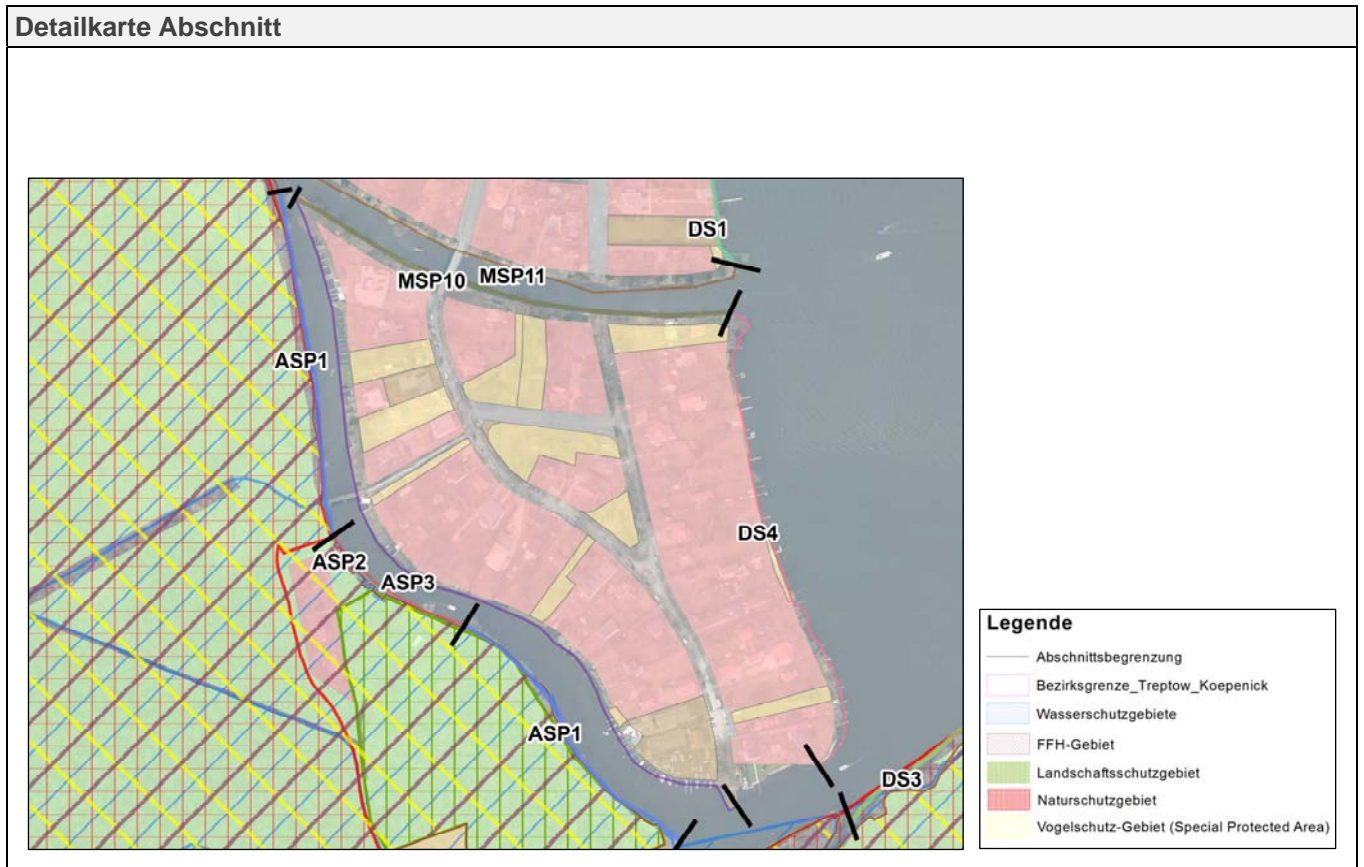 Detailkarte Abschnitt
DS1
MSP10
MSP11
ASP1
DS4
ASP2
ASP3
ASP1
DS3
Legende
Abschnittsbegrenzung
Bezirksgrenze_Treptow_Koepenick
Wasserschutzgebiete
FFH-Gebiet
Landschaftsschutzgebiet
Naturschutzgebiet
Vogelschutz-Gebiet (Special Protected Area)